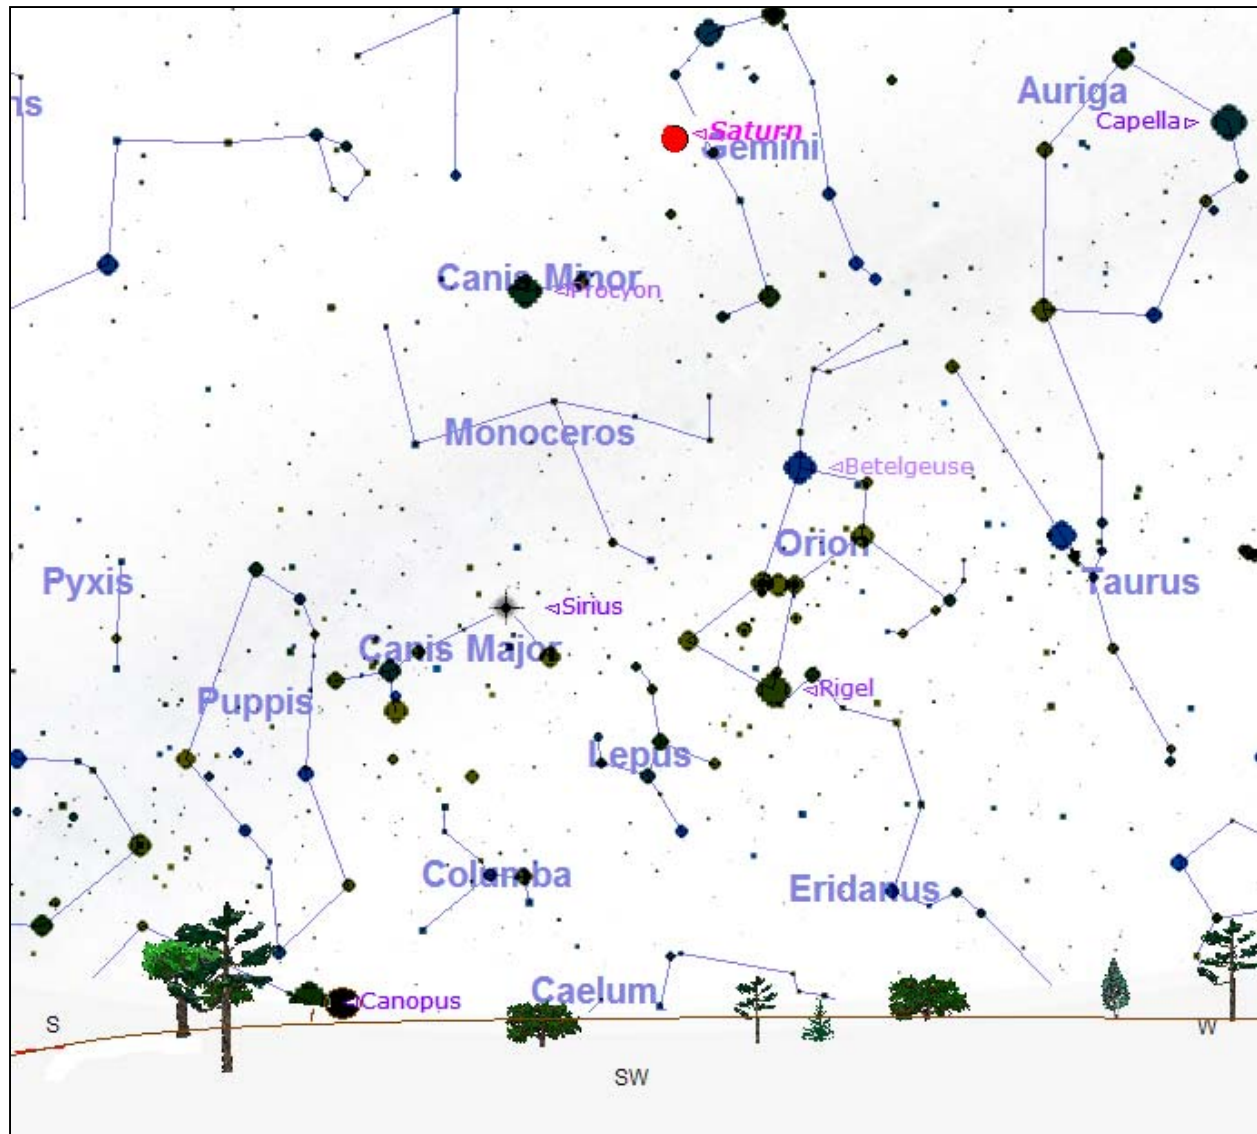 Auriga
ns
Capella
Saturn
Gemini
Canis Minor
Procyon
Monoceros
Betelgeuse
Orion
Pyxis
Taurus
Sirius
Canis Major
Puppis
Rigel
Lepus
Columba
Eridanus
Caelum
Canopus
S
W
SW